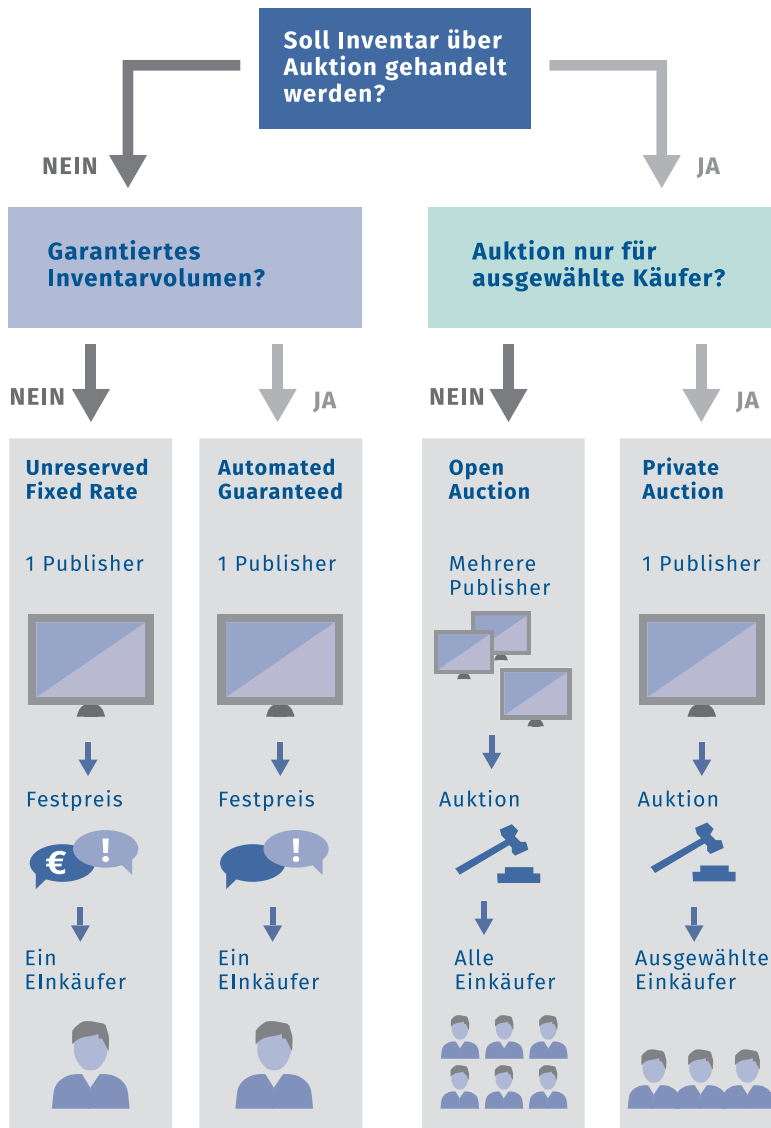 Soll Inventar über
Auktion gehandelt
werden?
NEIN
JA
Garantiertes
Inventarvolumen?
Auktion nur für
ausgewählte Käufer?
NEIN
JA
NEIN
JA
Unreserved
Fixed Rate
1 Publisher
Festpreis
€ !
Ein
EInkäufer
Automated
Guaranteed
1 Publisher
Festpreis
!
Ein
EInkäufer
Open
Auction
Mehrere
Publisher
Auktion
Alle
Einkäufer
Private
Auction
1 Publisher
Auktion
Ausgewählte
Einkäufer